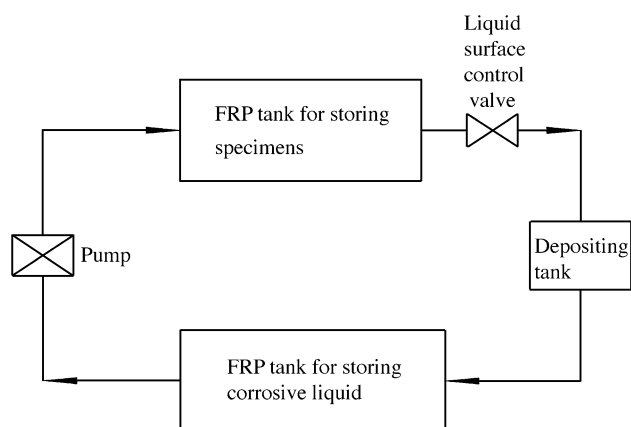 Liquid
surface
control
valve
FRP tank for storing
specimens
Pump
Depositing
tank
FRP tank for storing
corrosive liquid